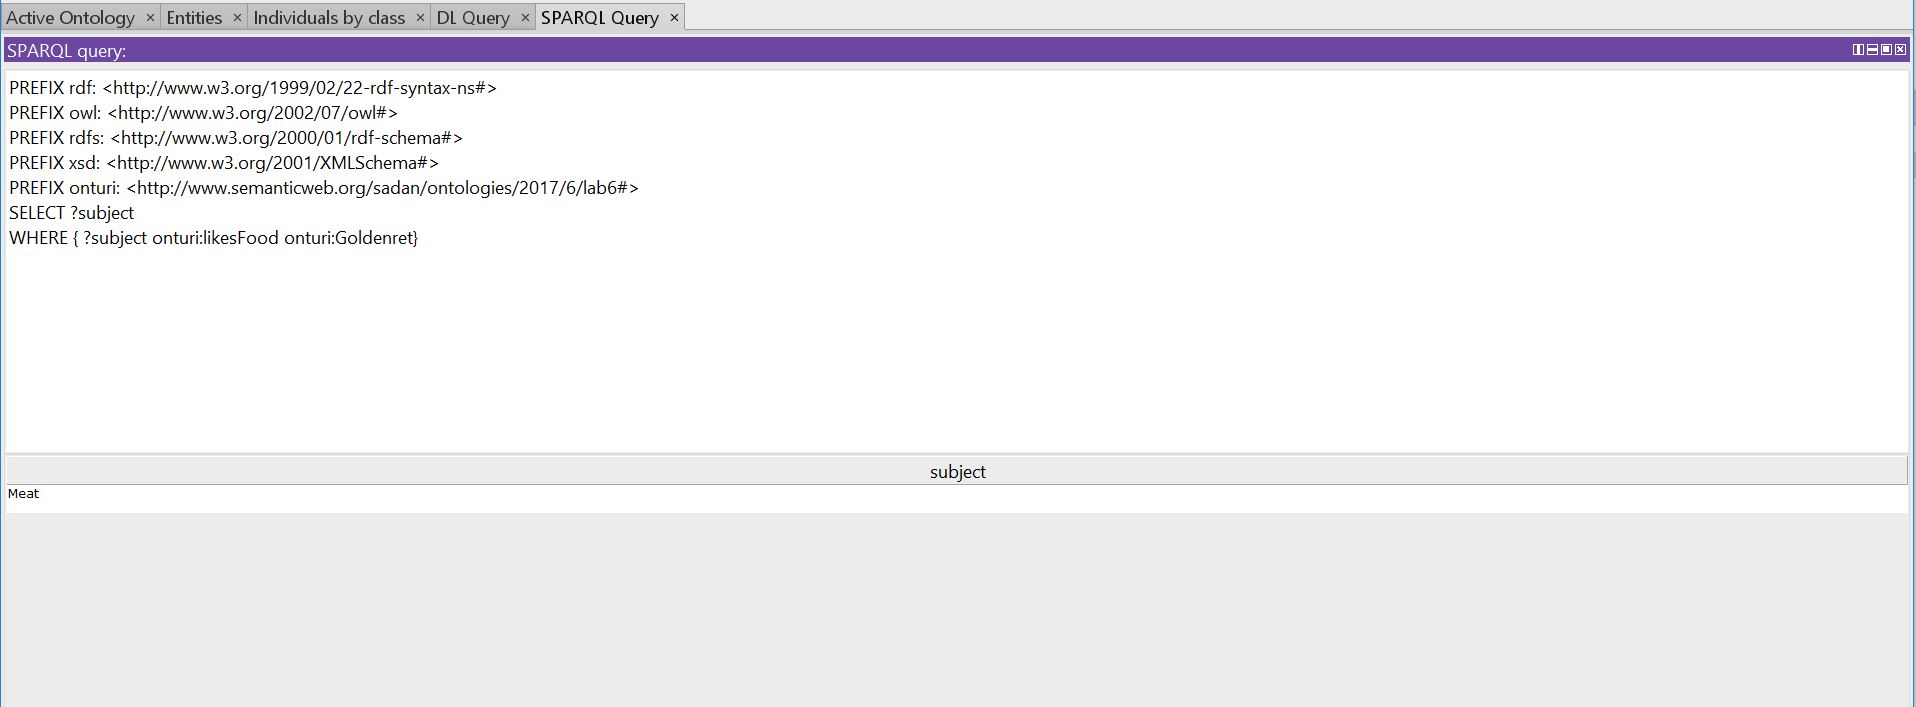 Active Ontology × Entities × Individuals by class × DL Query × SPARQL Query ×
SPARQL query:
PREFIX rdf: <http://www.w3.org/1999/02/22-rdf-syntax-ns#>
PREFIX owl: <http://www.w3.org/2002/07/owl#>
PREFIX rdfs: <http://www.w3.org/2000/01/rdf-schema#>
PREFIX xsd: <http://www.w3.org/2001/XMLSchema#>
PREFIX onturi: <http://www.semanticweb.org/sadan/ontologies/2017/6/lab6#>
SELECT ?subject
WHERE { ?subject onturi:likesFood onturi:Goldenret}
subject
Meat